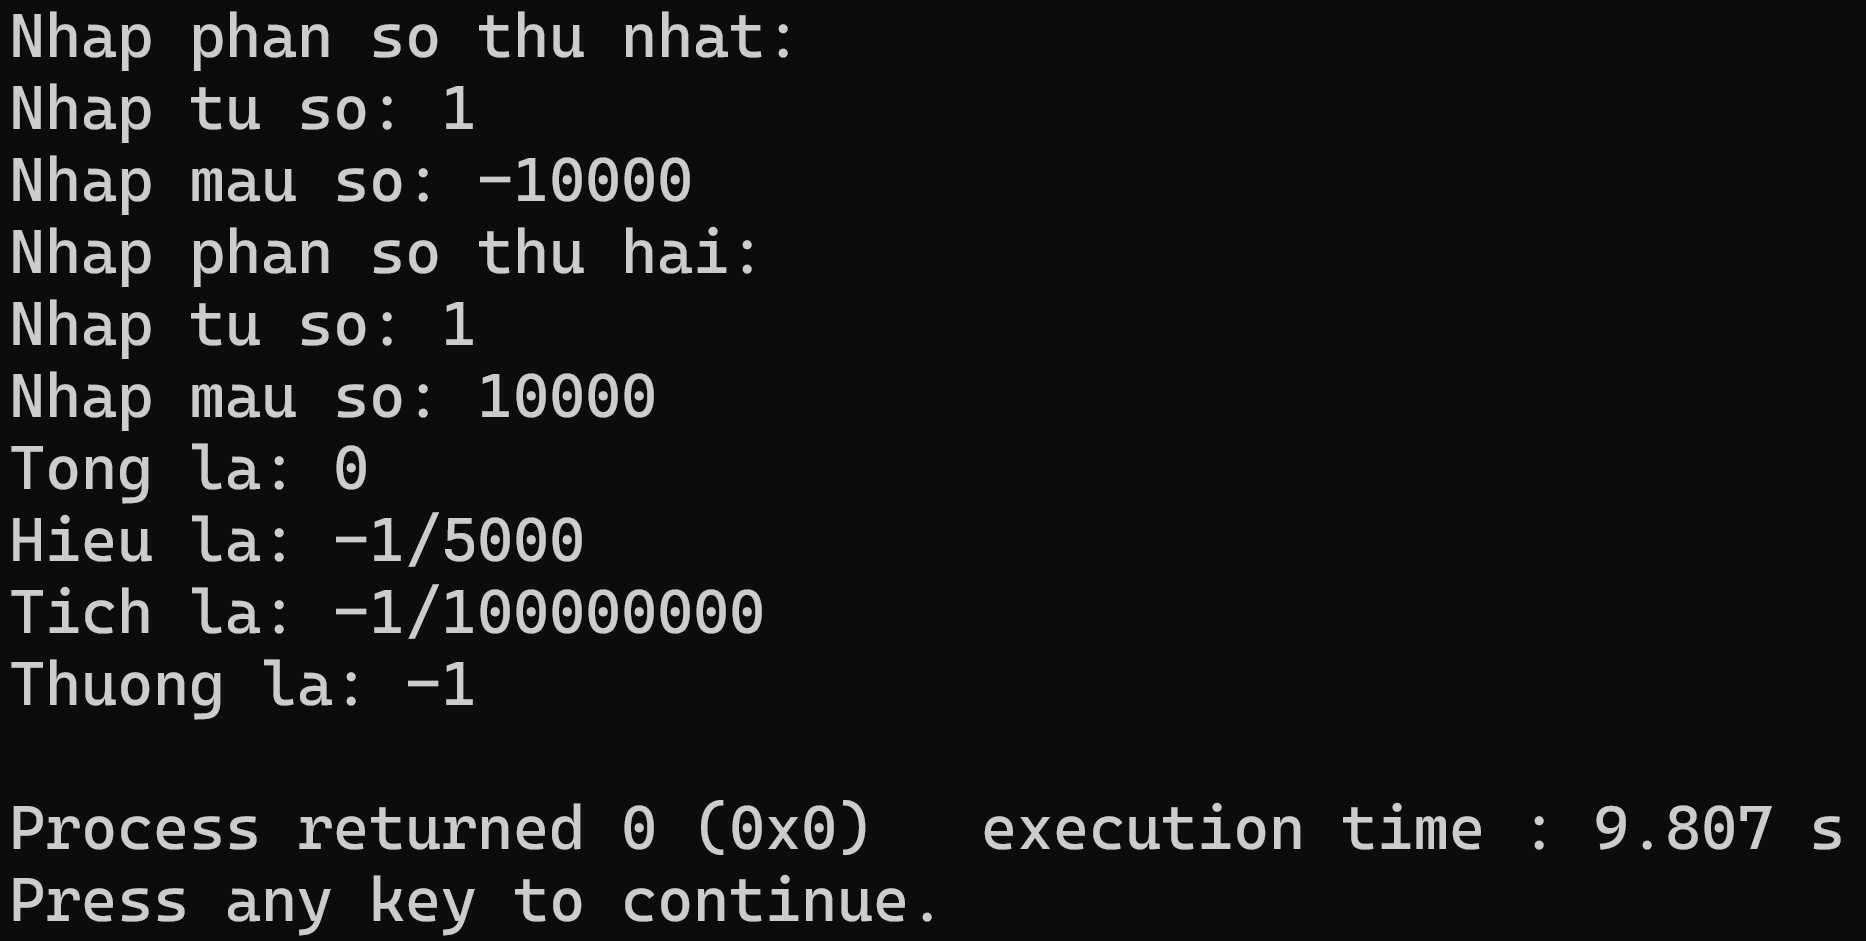 Nhap phan so thu nhat:
Nhap tu so: 1
Nhap mau so: -10000
Nhap phan so thu hai:
Nhap tu so: 1
Nhap mau so: 10000
Tong la: 0
Hieu la: -1/5000
Tich la: -1/100000000
Thuong la: -1

Process returned 0 (0x0)   execution time : 9.807 s
Press any key to continue.